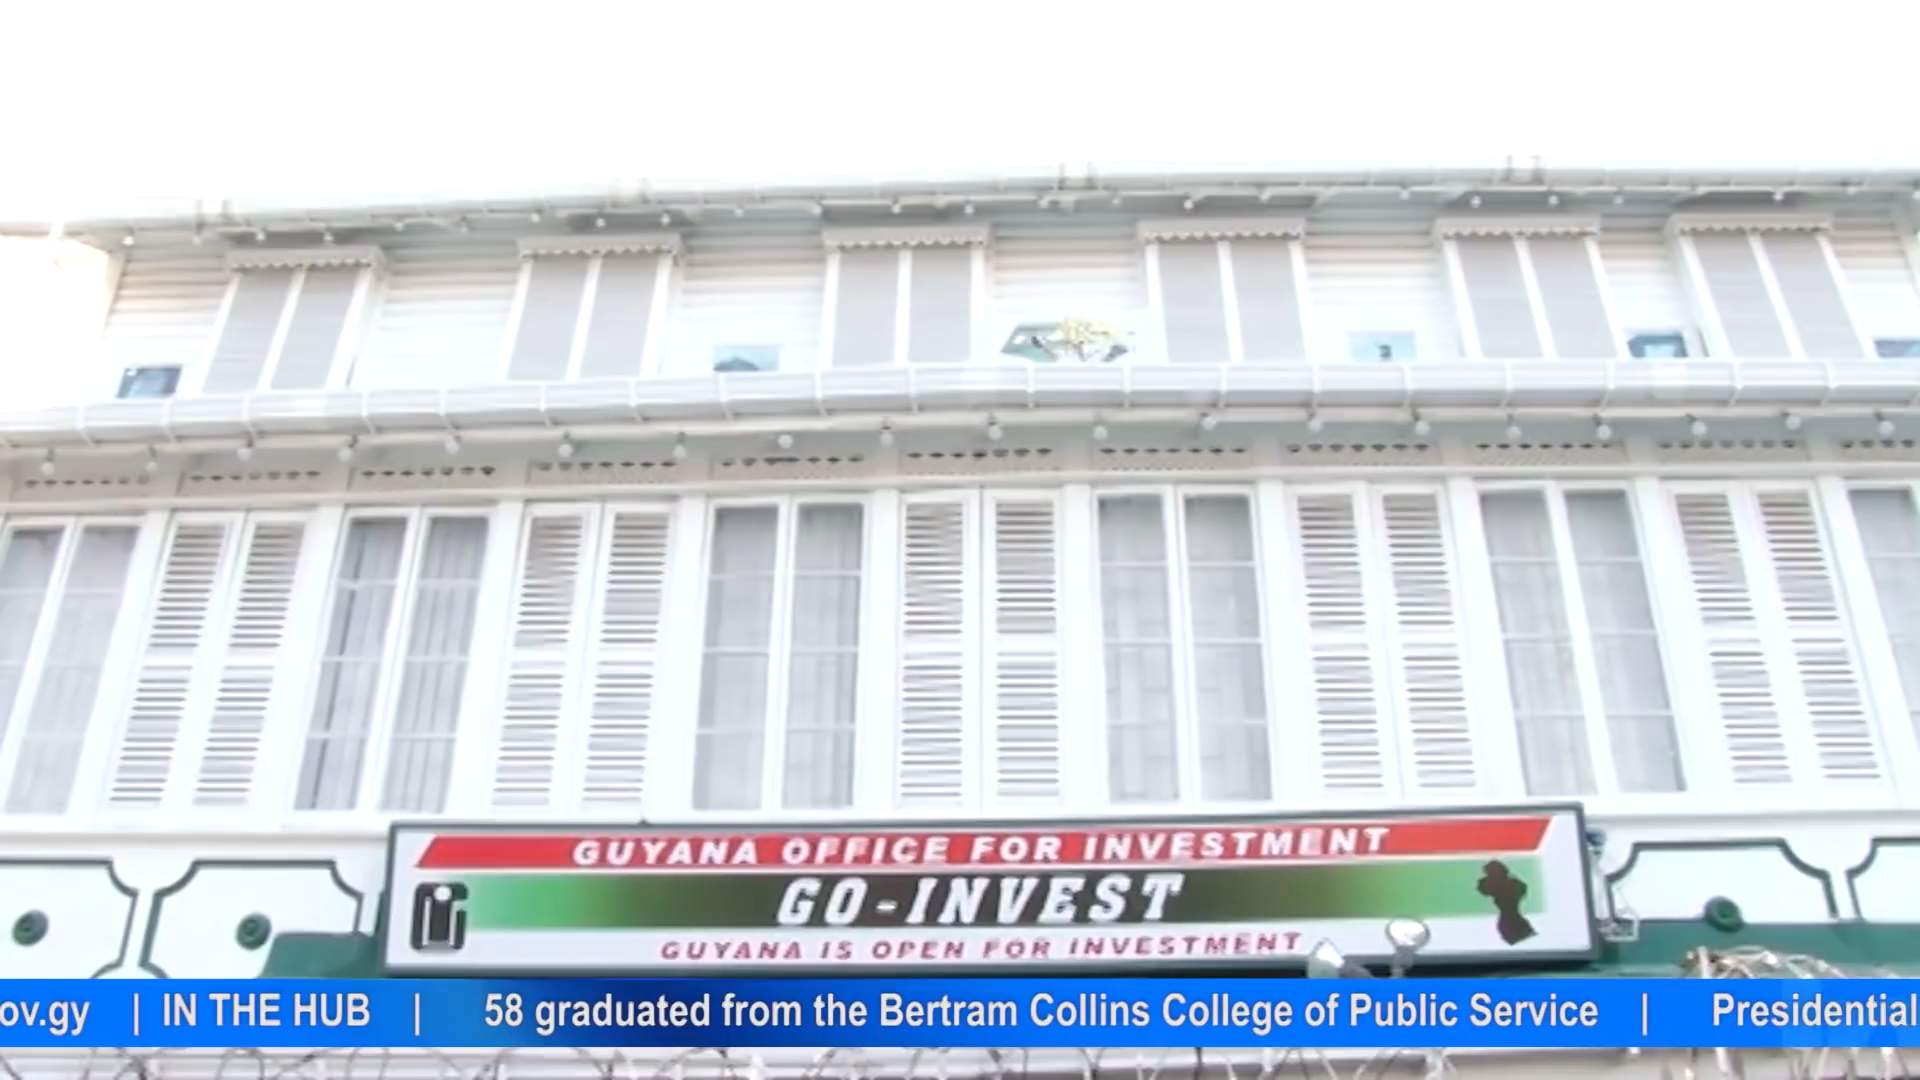 GUYANA OFFICE FOR INVESTMENT
GO-INVEST
GUYANA IS OPEN FOR INVESTMENT
ov.gy | IN THE HUB | 58 graduated from the Bertram Collins College of Public Service | Presidential